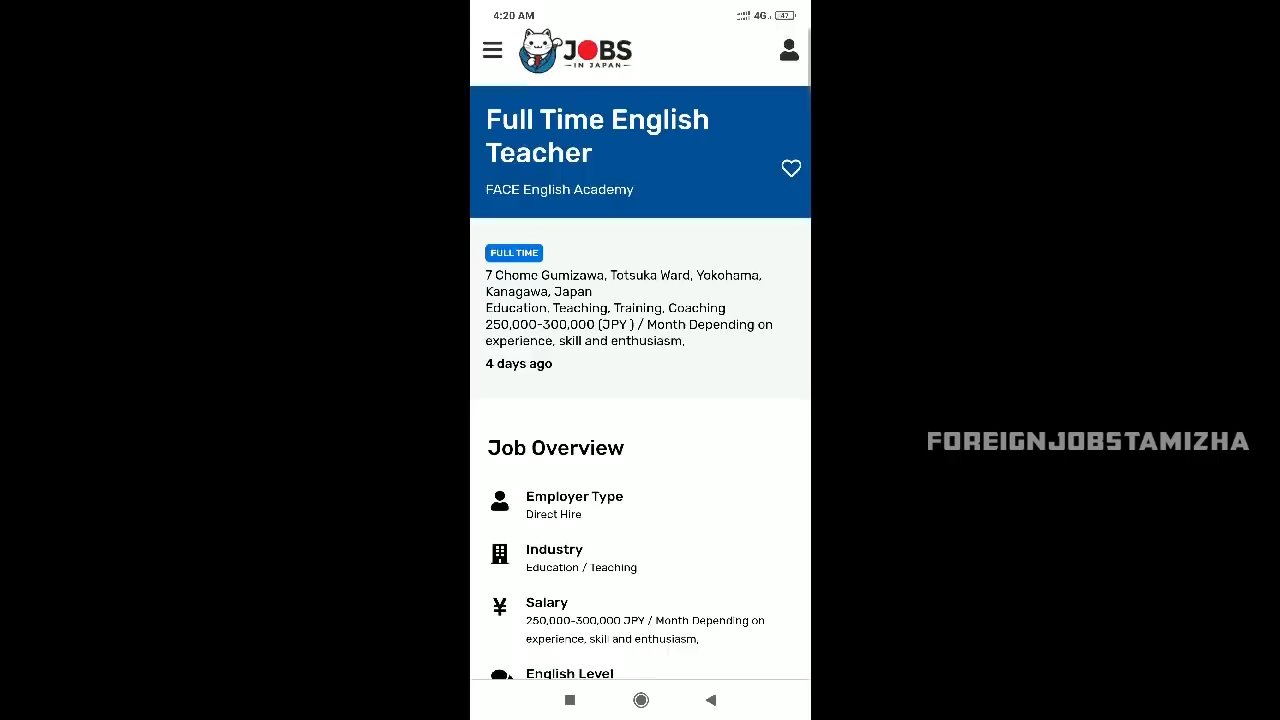 4:20 AM
4G
47
JOBS
IN JAPAN
Full Time English
Teacher
FACE English Academy
FULL TIME
7 Chome Gumizawa, Totsuka Ward, Yokohama,
Kanagawa, Japan
Education, Teaching, Training, Coaching
250,000-300,000 (JPY ) / Month Depending on
experience, skill and enthusiasm,
4 days ago
Job Overview
Employer Type
Direct Hire
Industry
Education / Teaching
¥
Salary
250,000-300,000 JPY / Month Depending on
experience, skill and enthusiasm,
English Level
FOREIGNJOBSTAMIZHA